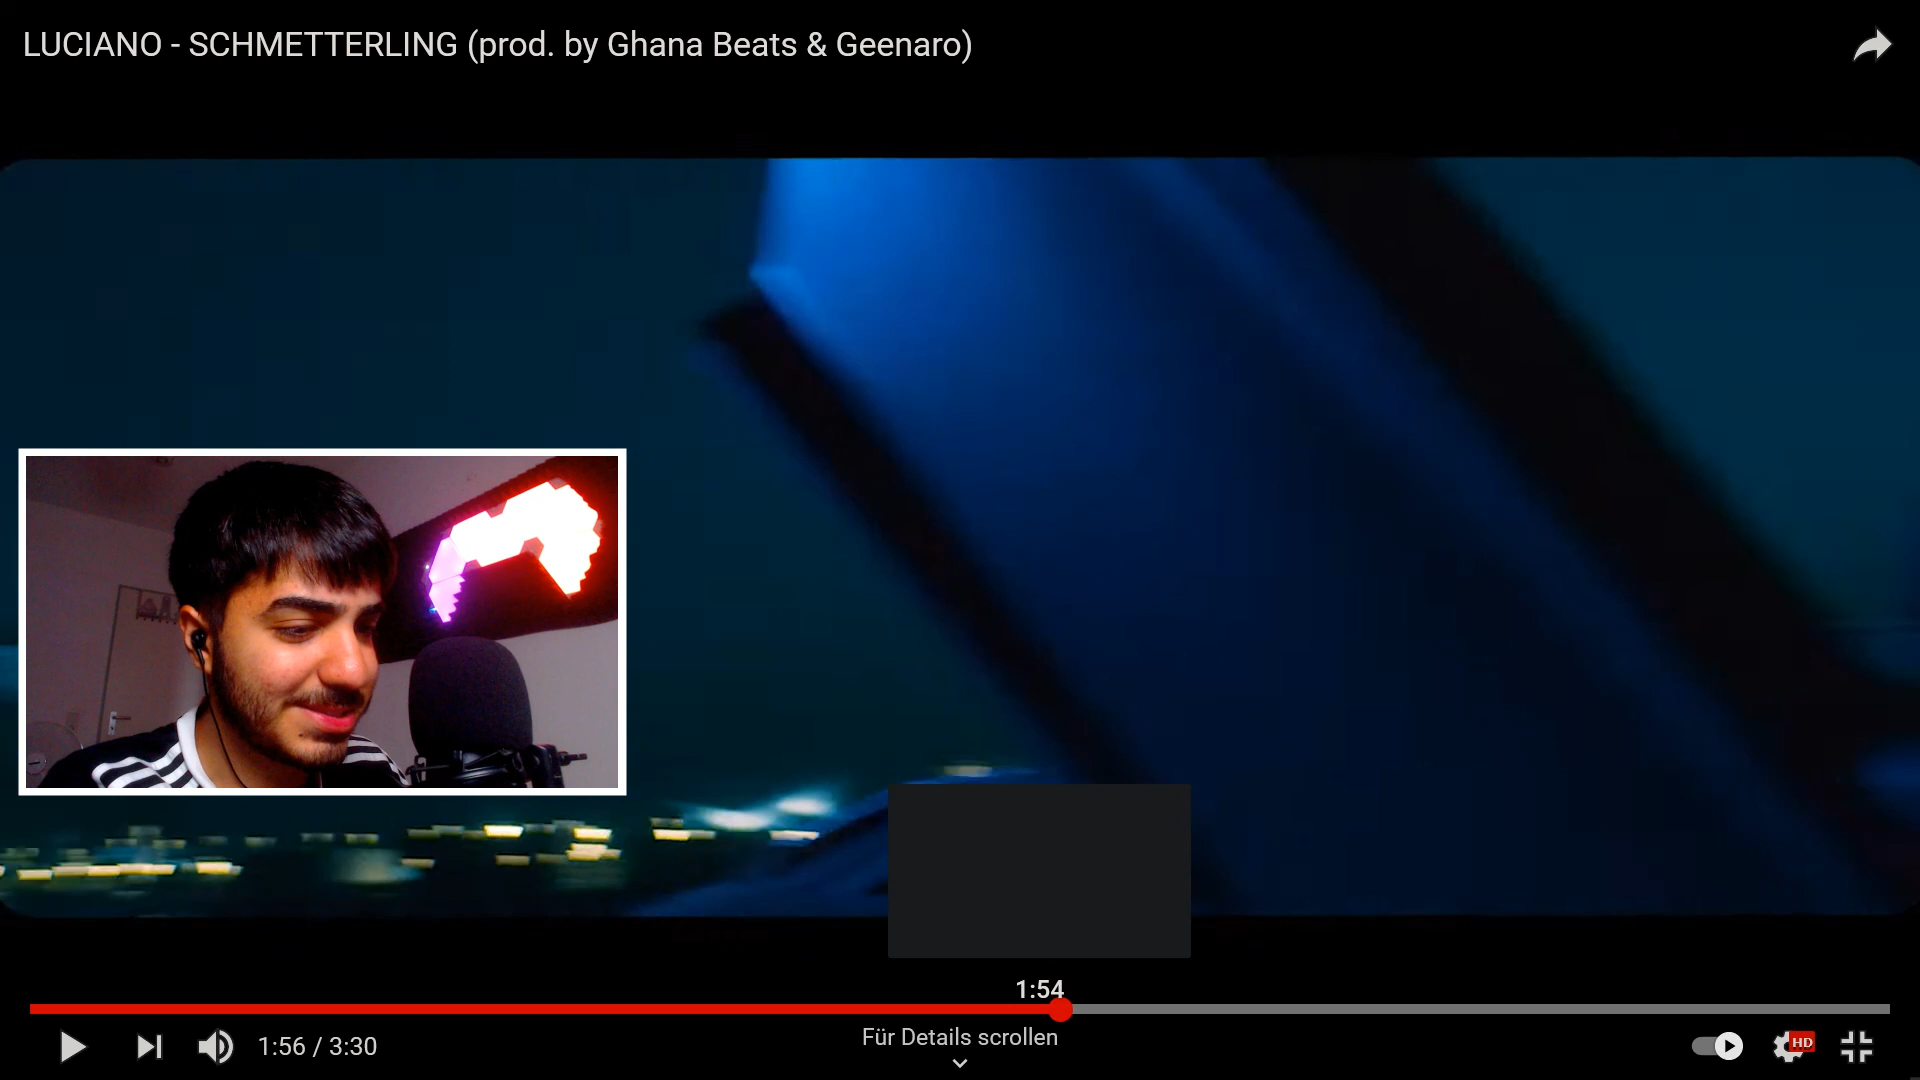 LUCIANO - SCHMETTERLING (prod. by Ghana Beats & Geenaro)
1:54
1:56 / 3:30
Für Details scrollen
HD